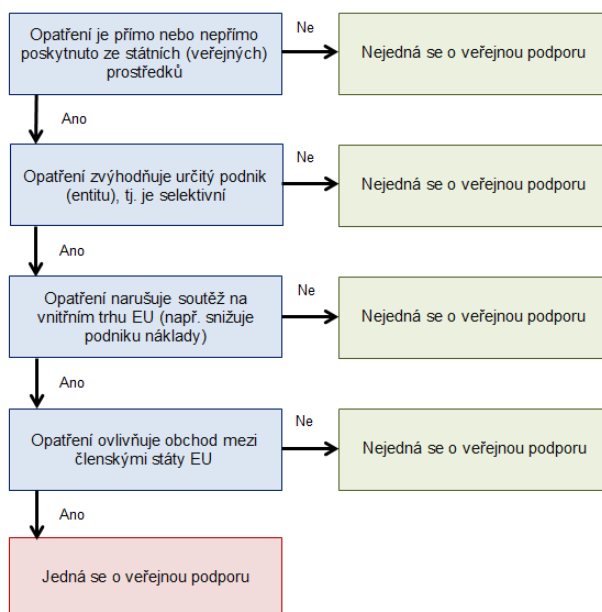 Opatření je přímo nebo nepřímo
poskytnuto ze státních (veřejných)
prostředků
Ne
Nejedná se o veřejnou podporu
Ano
Opatření zvýhodňuje určitý podnik
(entitu), tj. je selektivní
Ne
Nejedná se o veřejnou podporu
Ano
Opatření narušuje soutěž na
vnitřním trhu EU (např. snižuje
podniku náklady)
Ne
Nejedná se o veřejnou podporu
Ano
Opatření ovlivňuje obchod mezi
členskými státy EU
Ne
Nejedná se o veřejnou podporu
Ano
Jedná se o veřejnou podporu